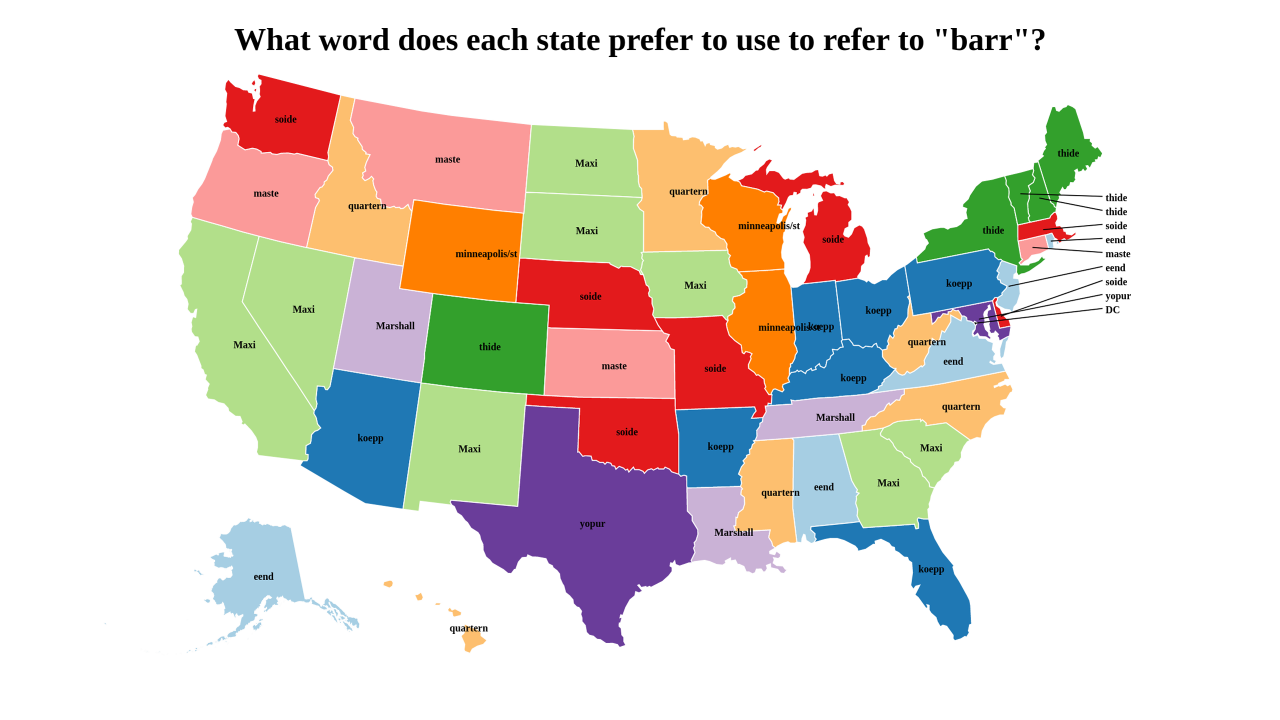 What word does each state prefer to use to refer to "barr"?
soide
maste
quartern
maste
Maxi
quartern
Maxi
minneapolis/st
minneapolis/st
soide
thide
thide
thide
thide
soide
eend
maste
eend
soide
yopur
DC
Maxi
Maxi
Marshall
thide
soide
Maxi
minneapolis/st
koepp
koepp
koepp
maste
soide
koepp
quartern
eend
koepp
Maxi
soide
koepp
Marshall
quartern
Maxi
yopur
Marshall
quartern
eend
Maxi
koepp
eend
quartern